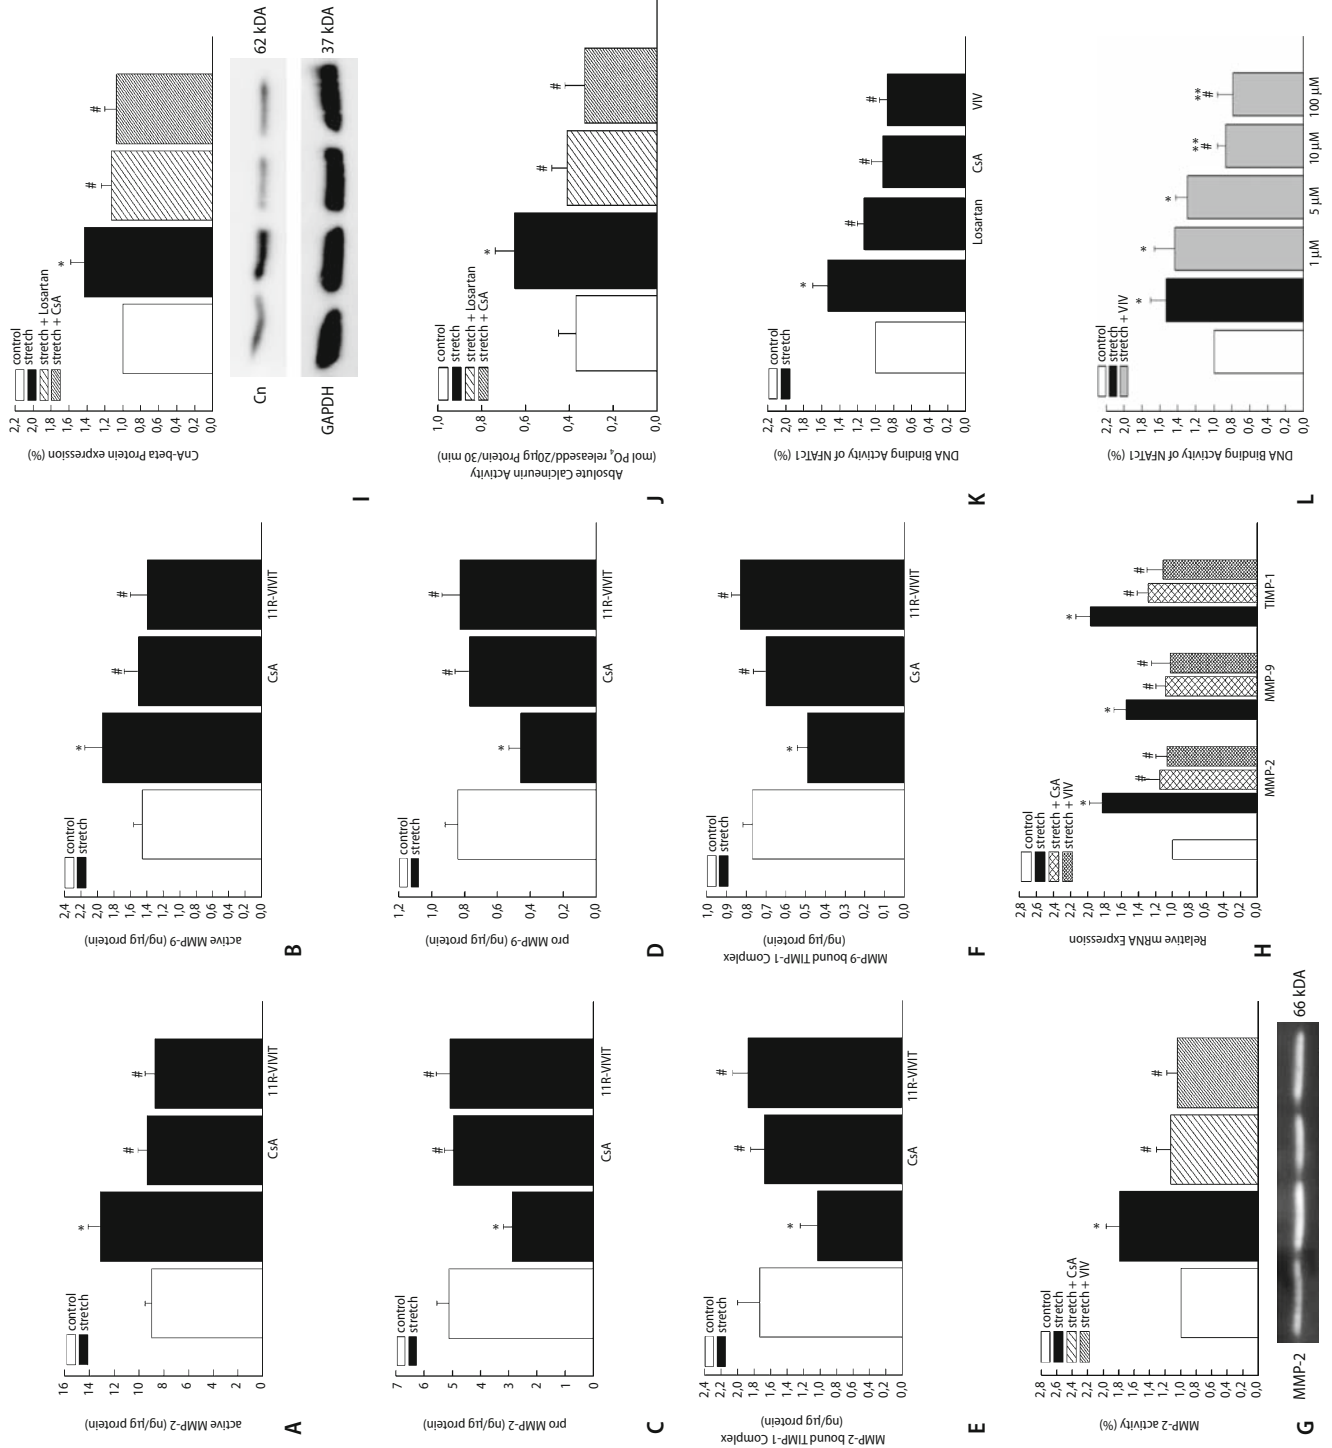 A
active MMP-2 (ng/µg protein)
16
14
12
10
8
6
4
2
0
control
stretch
*
#
#
CsA
11R-VIVIT
B
active MMP-9 (ng/µg protein)
2,4
2,2
2,0
1,8
1,6
1,4
1,2
1,0
0,8
0,6
0,4
0,2
0,0
control
stretch
*
#
#
CsA
11R-VIVIT
C
pro MMP-2 (ng/µg protein)
7
6
5
4
3
2
1
0
control
stretch
*
#
#
CsA
11R-VIVIT
D
pro MMP-9 (ng/µg protein)
1,2
1,0
0,8
0,6
0,4
0,2
0,0
control
stretch
*
#
#
CsA
11R-VIVIT
E
MMP-2 bound TIMP-1 Complex
(ng/µg protein)
2,4
2,2
2,0
1,8
1,6
1,4
1,2
1,0
0,8
0,6
0,4
0,2
0,0
control
stretch
*
#
#
CsA
11R-VIVIT
F
MMP-9 bound TIMP-1 Complex
(ng/µg protein)
1,0
0,9
0,7
0,5
0,3
0,2
0,0
control
stretch
*
#
#
CsA
11R-VIVIT
G
MMP-2 activity (%)
2,8
2,6
2,4
2,2
2,0
1,8
1,6
1,4
1,2
1,0
0,8
0,6
0,4
0,2
0,0
control
stretch
stretch + CsA
stretch + VIV
*
#
#
MMP-2
66 kDA
H
Relative mRNA Expression
2,8
2,6
2,4
2,2
2,0
1,8
1,6
1,4
1,2
1,0
0,8
0,6
0,4
0,2
0,0
control
stretch
stretch + CsA
stretch + VIV
*
#
#
*
#
#
*
#
#
MMP-2
MMP-9
TIMP-1
I
CnA-beta Protein expression (%)
2,2
2,0
1,8
1,6
1,4
1,2
1,0
0,8
0,6
0,4
0,2
0,0
control
stretch
stretch + Losartan
stretch + CsA
*
#
#
Cn
62 kDA
GAPDH
37 kDA
J
Absolute Calcineurin Activity
(mol PO4 releasedd/20µg Protein/30 min)
1,0
0,8
0,6
0,4
0,2
0,0
control
stretch
stretch + Losartan
stretch + CsA
*
#
#
K
DNA Binding Activity of NFATc1 (%)
2,2
2,0
1,8
1,6
1,4
1,2
1,0
0,8
0,6
0,4
0,2
0,0
control
stretch
*
#
#
#
Losartan
CsA
VIV
L
DNA Binding Activity of NFATc1 (%)
2,2
2,0
1,8
1,6
1,4
1,2
1,0
0,8
0,6
0,4
0,2
0,0
control
stretch
stretch + VIV
*
*
*
**
#
**
#
1 µM
5 µM
10 µM
100 µM